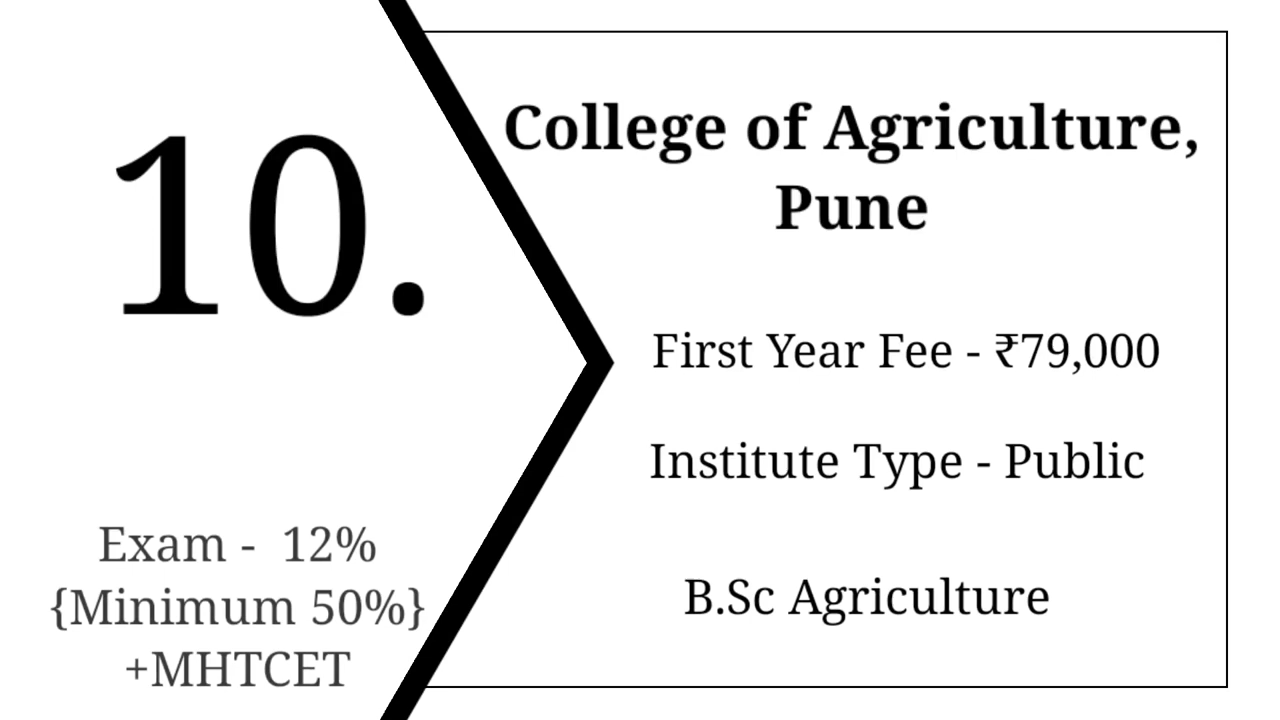 10.
Exam -  12%
{Minimum 50%}
+MHTCET
College of Agriculture,
Pune
First Year Fee - ₹79,000
Institute Type - Public
B.Sc Agriculture